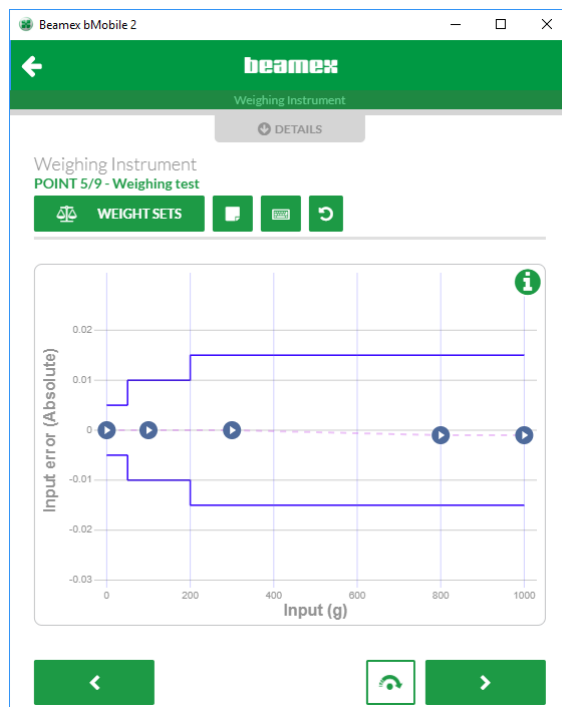 Beamex bMobile 2
beamex
Weighing Instrument
DETAILS
Weighing Instrument
POINT 5/9 - Weighing test
WEIGHT SETS
0.02
0.01
0
-0.01
-0.02
-0.03
Input error (Absolute)
0 200 400 600 800 1000
Input (g)